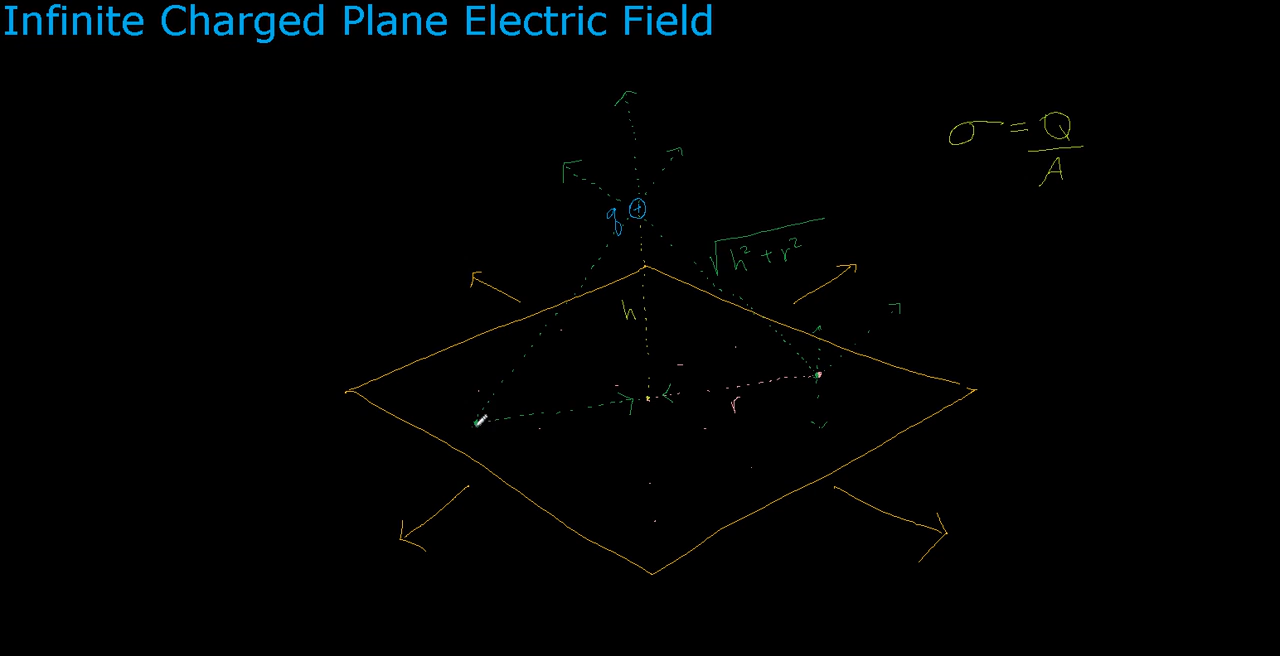 Infinite Charged Plane Electric Field
σ = Q/A
q +
√(h² + r²)
h
r